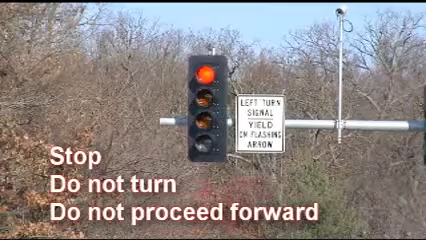 LEFT TURN
SIGNAL
YIELD
ON FLASHING
ARROW
Stop
Do not turn
Do not proceed forward